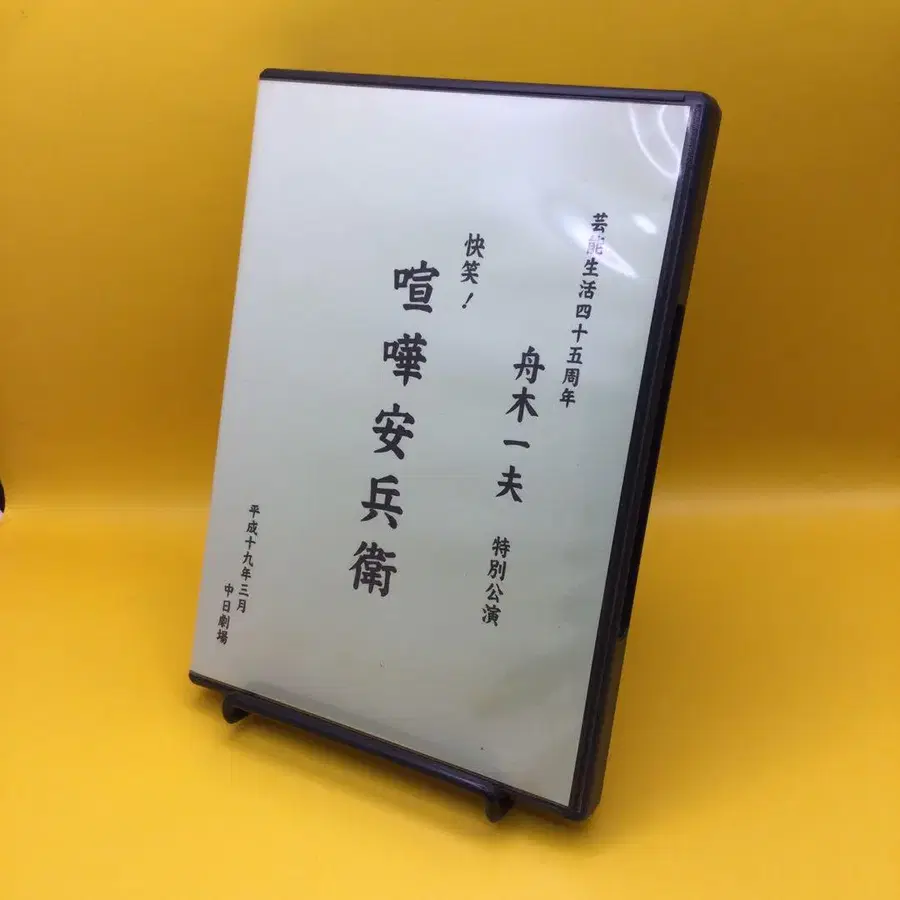 芸能生活四十五周年
舟木一夫 特別公演
快笑!
喧嘩安兵衛
平成十九年三月
中日劇場